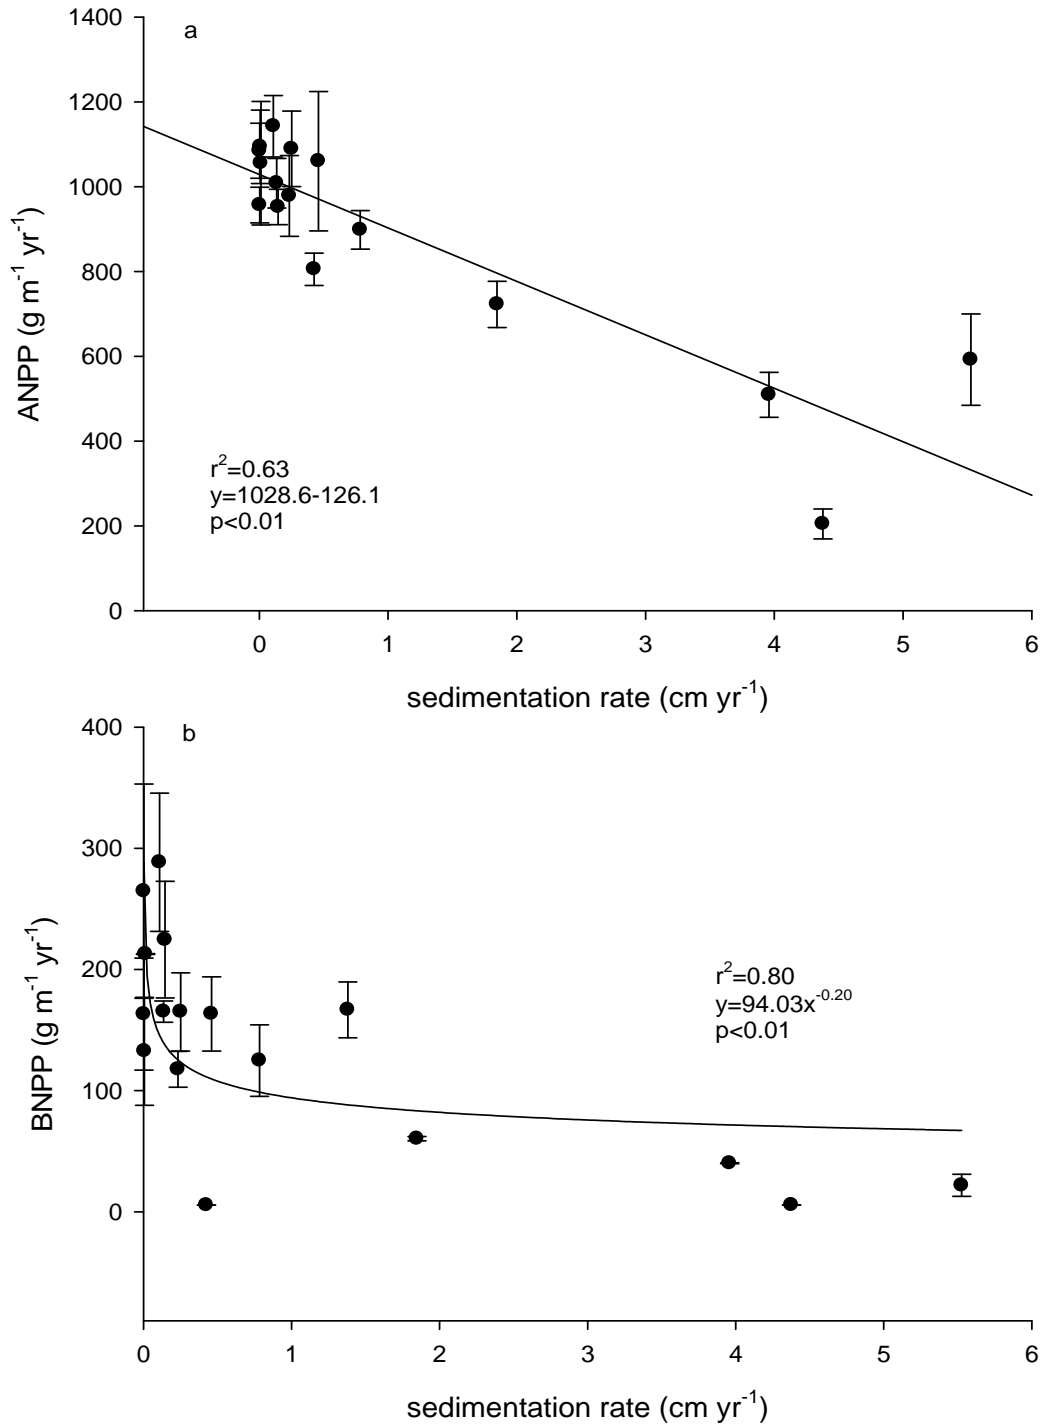 a
1400
1200
1000
800
600
400
200
0
ANPP (g m⁻¹ yr⁻¹)
r²=0.63
y=1028.6-126.1
p<0.01
0 1 2 3 4 5 6
sedimentation rate (cm yr⁻¹)
b
400
300
200
100
0
BNPP (g m⁻¹ yr⁻¹)
r²=0.80
y=94.03x⁻⁰·²⁰
p<0.01
0 1 2 3 4 5 6
sedimentation rate (cm yr⁻¹)